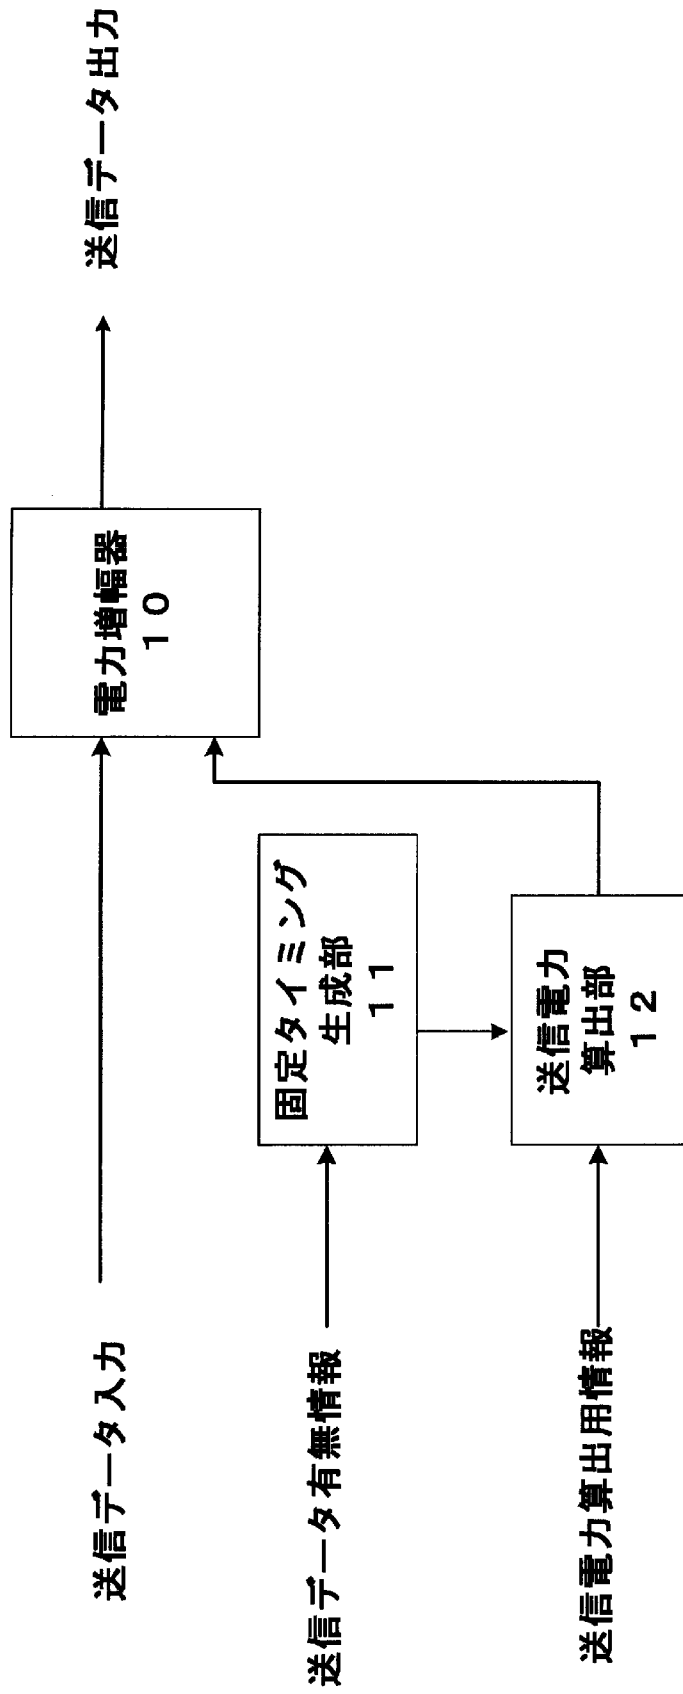 送信データ入力
電力増幅器
１０
送信データ出力
送信データ有無情報
固定タイミング
生成部
１１
送信電力算出用情報
送信電力
算出部
１２